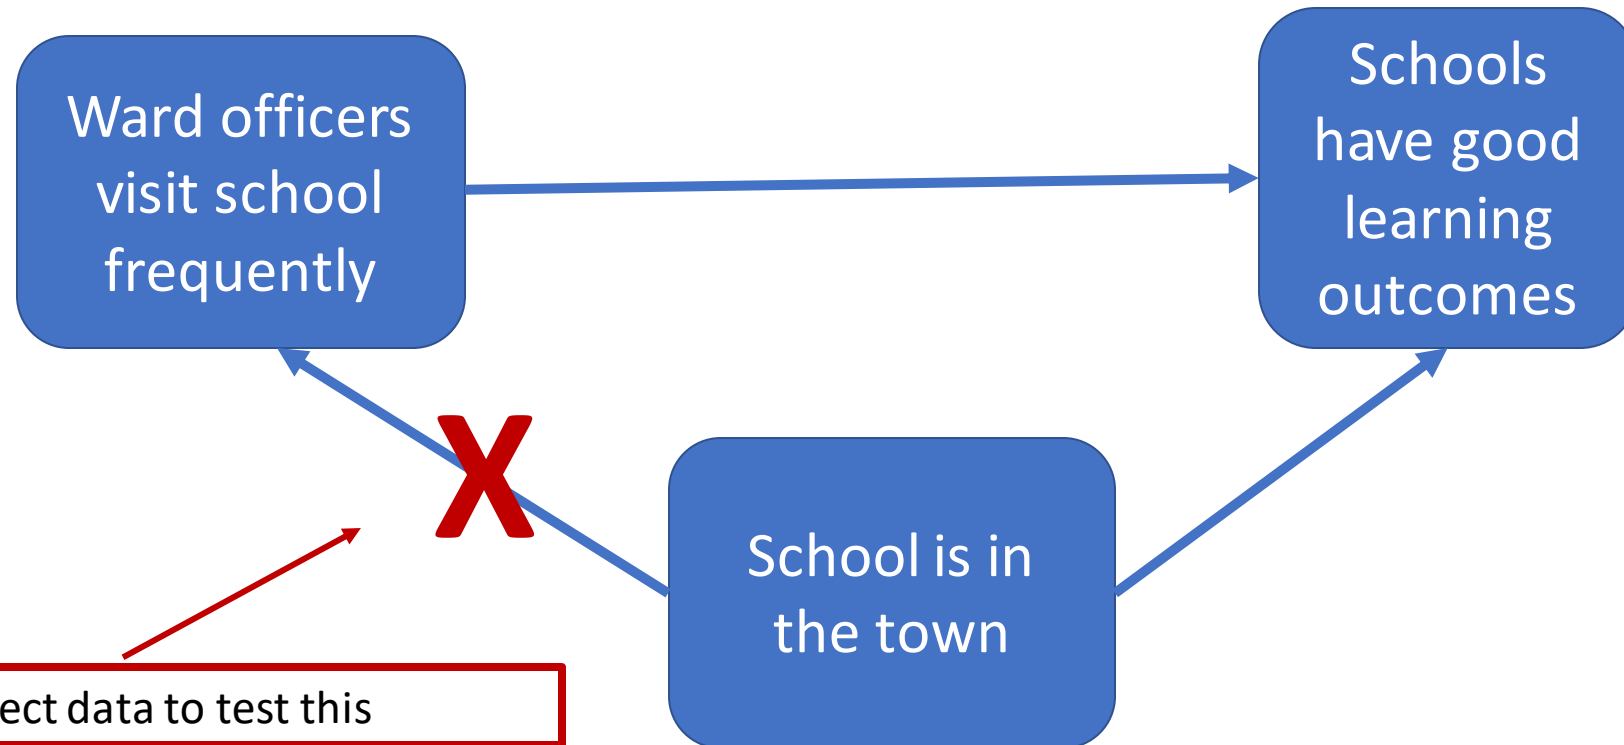 Ward officers
visit school
frequently
Schools
have good
learning
outcomes
X
School is in
the town
ect data to test this